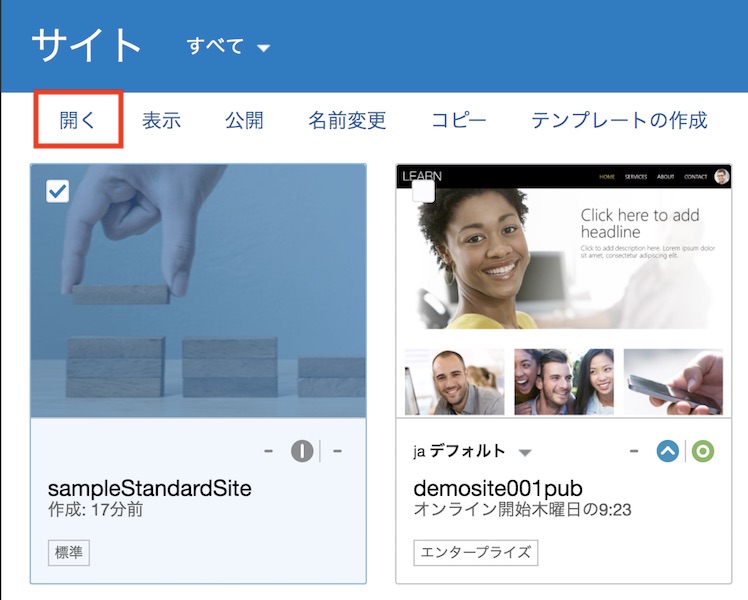 サイト すべて
開く 表示 公開 名前変更 コピー テンプレートの作成
LEARN HOME SERVICES ABOUT CONTACT
Click here to add
headline
Click to add description here. Lorem ipsum dolor
sit amet, consectetur adipiscing elit.
sampleStandardSite
作成: 17分前
標準
ja デフォルト
demosite001pub
オンライン開始木曜日の9:23
エンタープライズ